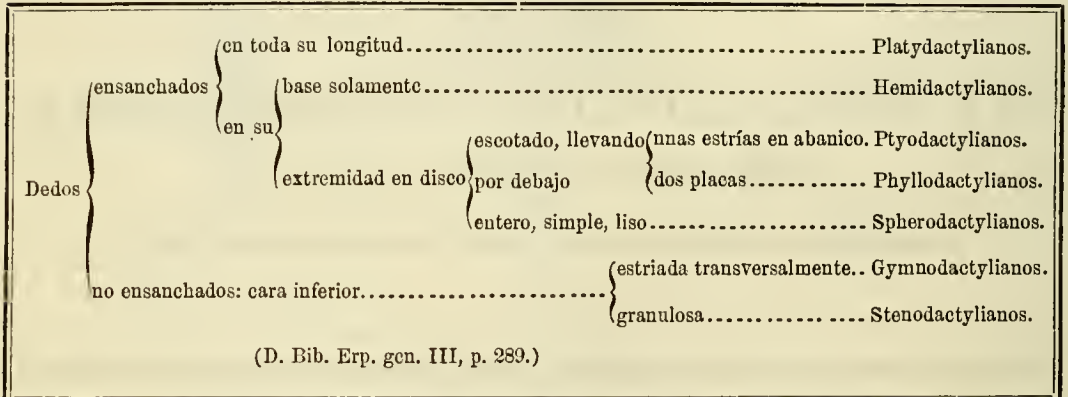 en toda su longitud................................................ Platydactylianos.
ensanchados
base solamente................................................ Hemidactylianos.
en su
escotado, llevando unas estrías en abanico. Ptyodactylianos.
extremidad en disco por debajo dos placas............ Phyllodactylianos.
Dedos
entero, simple, liso..................... Spherodactylianos.
estriada transversalmente.. Gymnodactylianos.
no ensanchados: cara inferior...........................
granulosa.................. Stenodactylianos.
(D. Bib. Erp. gen. III, p. 289.)